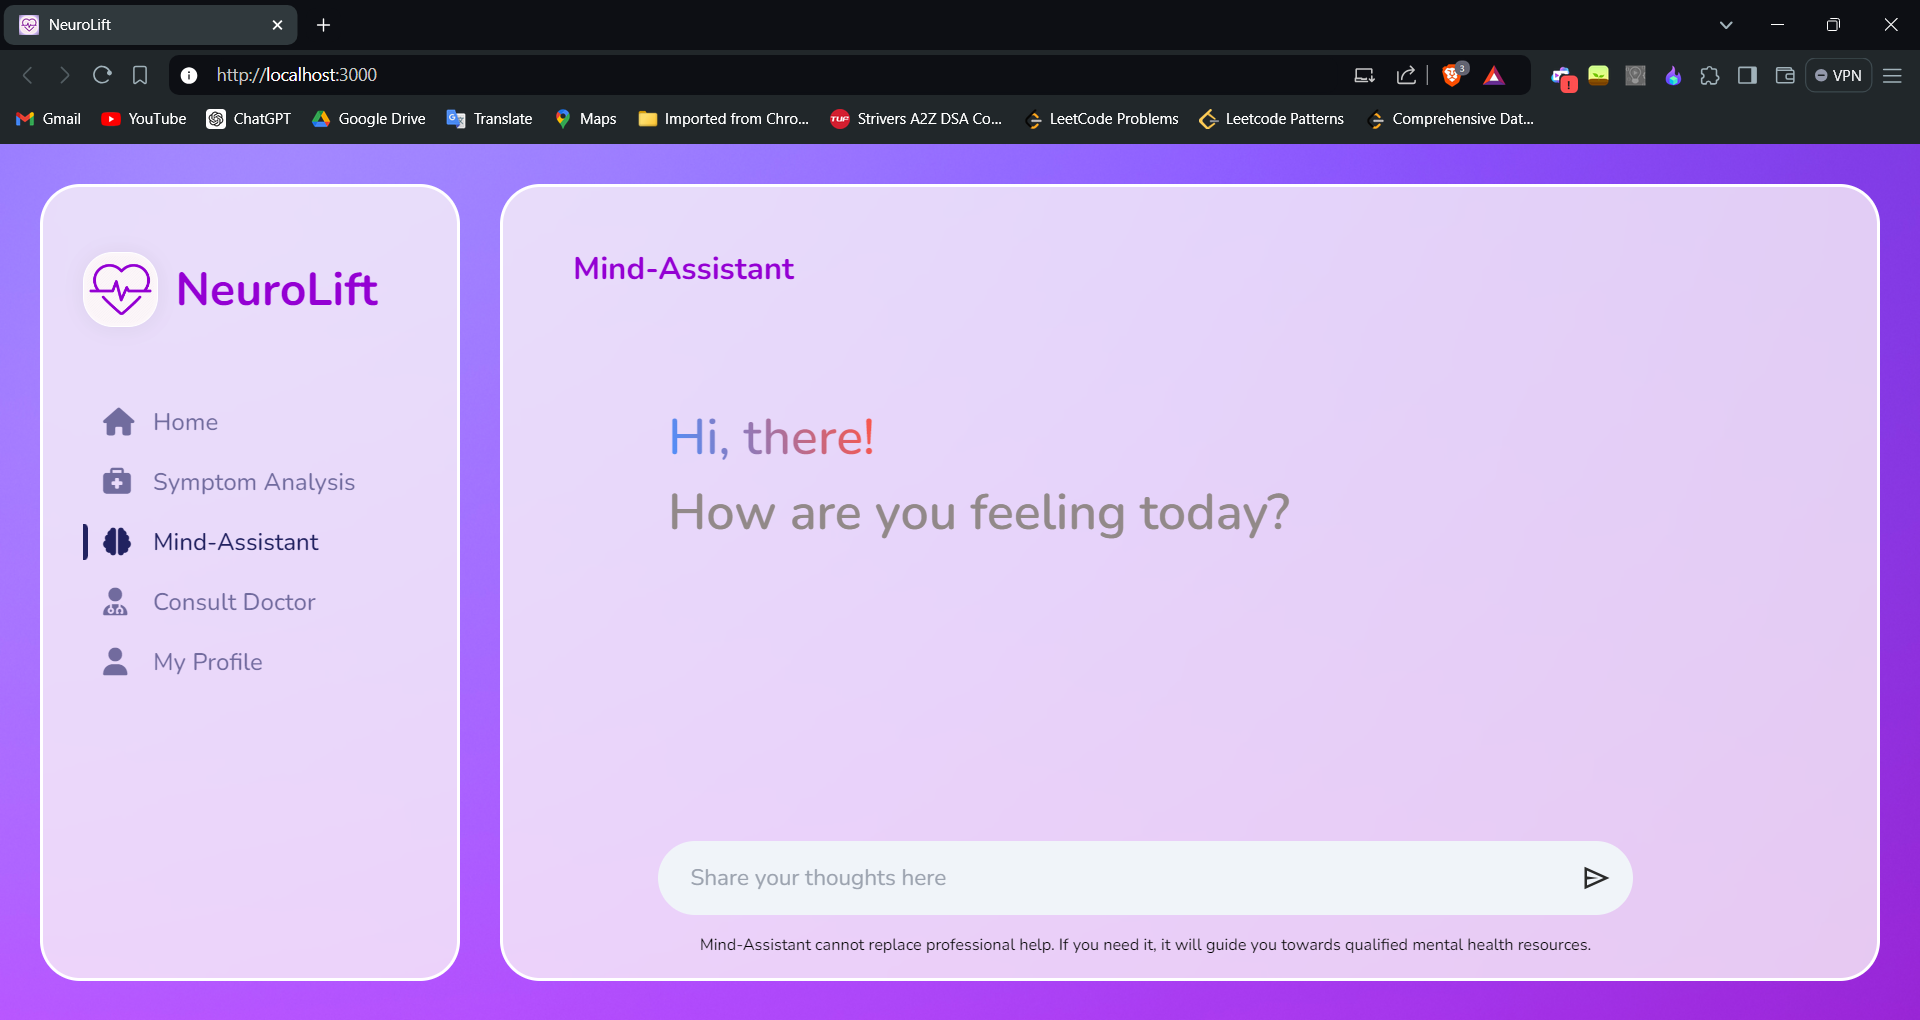 NeuroLift
http://localhost:3000
3
VPN
Gmail
YouTube
ChatGPT
Google Drive
Translate
Maps
Imported from Chro...
Strivers A2Z DSA Co...
LeetCode Problems
Leetcode Patterns
Comprehensive Dat...
NeuroLift
Home
Symptom Analysis
Mind-Assistant
Consult Doctor
My Profile
Mind-Assistant
Hi, there!
How are you feeling today?
Share your thoughts here
Mind-Assistant cannot replace professional help. If you need it, it will guide you towards qualified mental health resources.